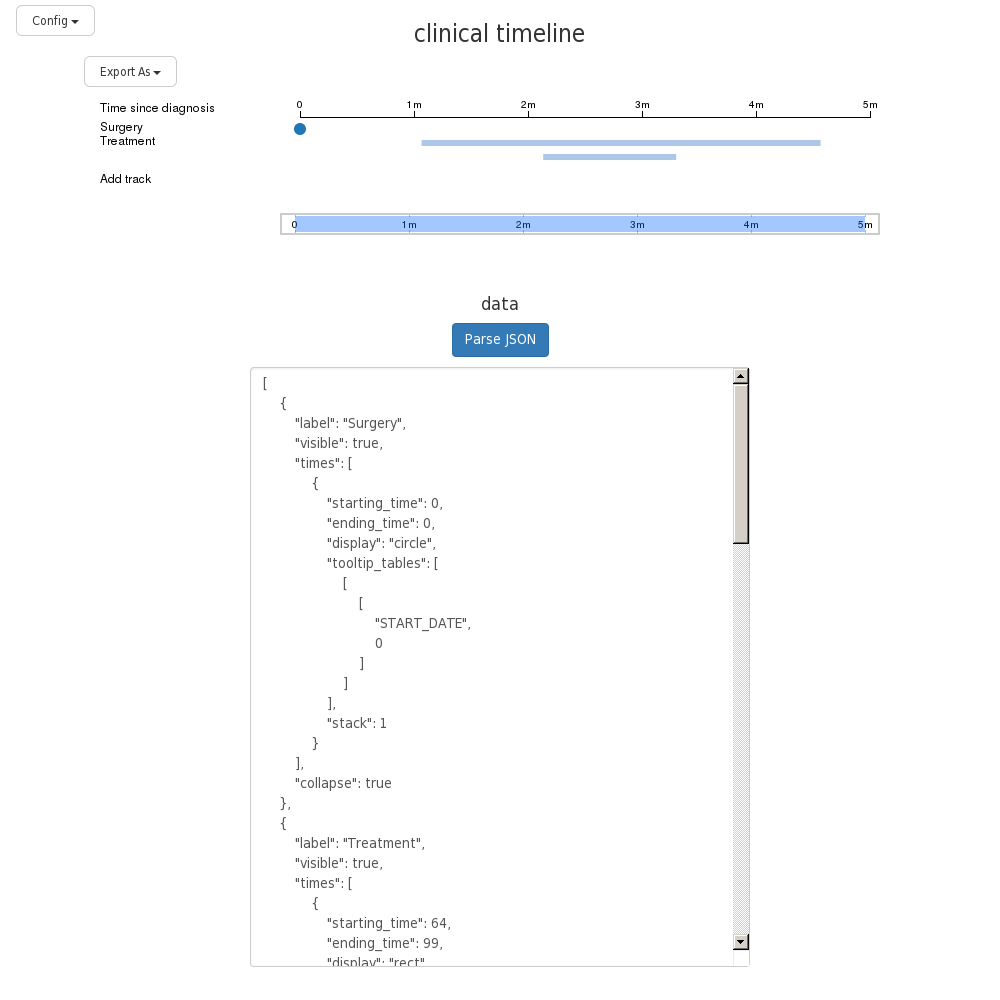 Config
clinical timeline
Export As
Time since diagnosis 0 1m 2m 3m 4m 5m
Surgery
Treatment
Add track
0 1m 2m 3m 4m 5m
data
Parse JSON
[
{
"label": "Surgery",
"visible": true,
"times": [
{
"starting_time": 0,
"ending_time": 0,
"display": "circle",
"tooltip_tables": [
[
[
"START_DATE",
0
]
]
],
"stack": 1
}
],
"collapse": true
},
{
"label": "Treatment",
"visible": true,
"times": [
{
"starting_time": 64,
"ending_time": 99,
"display": "rect"